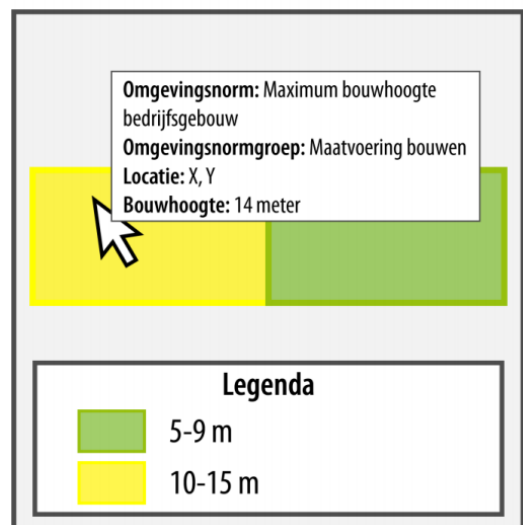 Omgevingsnorm: Maximum bouwhoogte
bedrijfsgebouw
Omgevingsnormgroep: Maatvoering bouwen
Locatie: X, Y
Bouwhoogte: 14 meter
Legenda
5-9 m
10-15 m